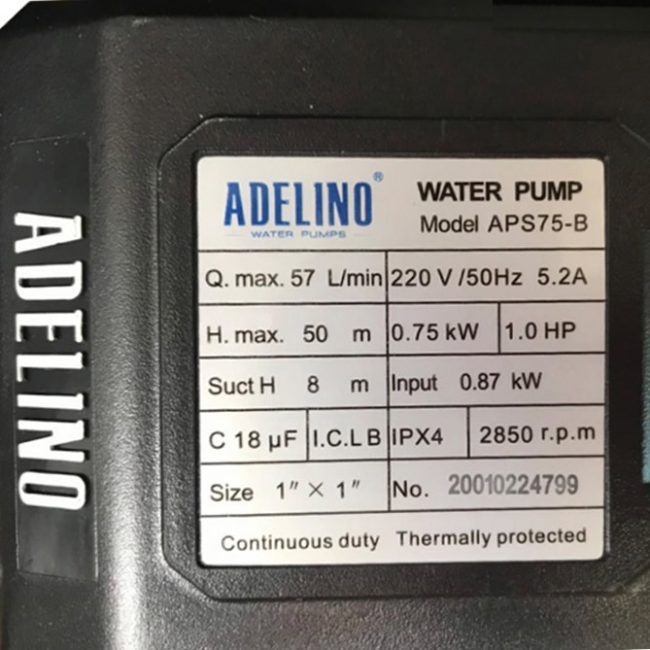 ADELINO
ADELINO®
WATER PUMPS
WATER PUMP
Model APS75-B
Q. max. 57 L/min 220 V /50Hz 5.2A
H. max. 50 m 0.75 kW 1.0 HP
Suct H 8 m Input 0.87 kW
C 18 μF I.C.L B IPX4 2850 r.p.m
Size 1″ × 1″ No. 20010224799
Continuous duty Thermally protected